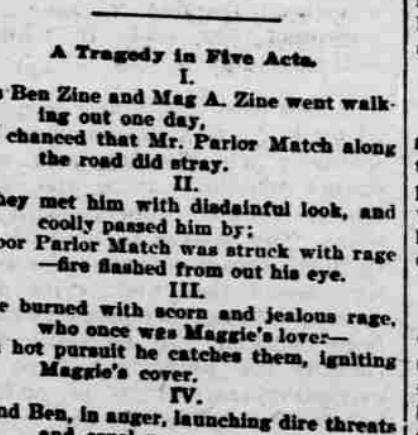 A Tragedy in Five Acts.
I.
Ben Zine and Mag A. Zine went walk-
ing out one day,
chanced that Mr. Parlor Match along
the road did stray.
II.
met him with disdainful look, and
coolly passed him by;
Parlor Match was struck with rage
—fire flashed from out his eye.
III.
burned with scorn and jealous rage,
who once was Maggie's lover—
hot pursuit he catches them, igniting
Maggie's cover.
IV.
Ben, in anger, launching dire threats